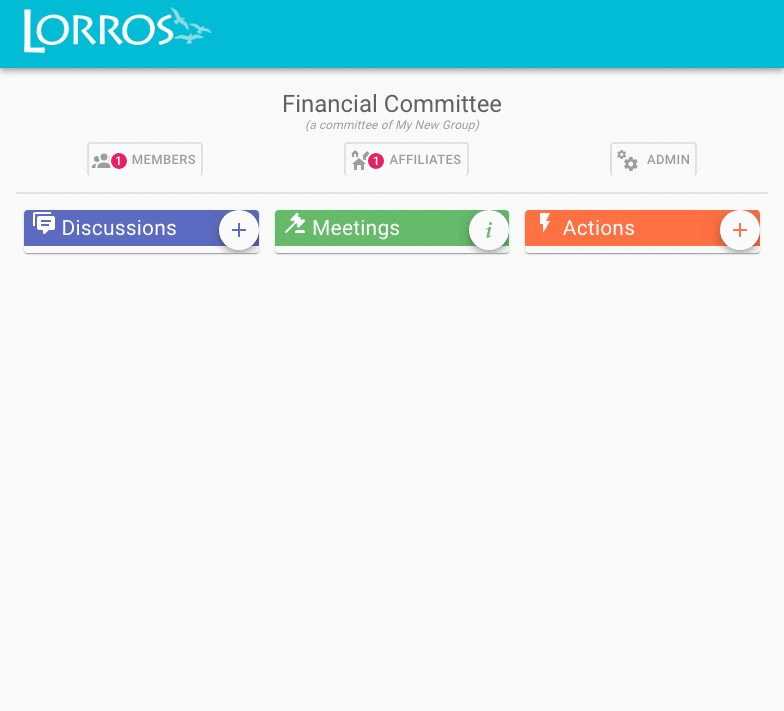 LORROS
Financial Committee
(a committee of My New Group)
1 MEMBERS
1 AFFILIATES
ADMIN
Discussions +
Meetings i
Actions +